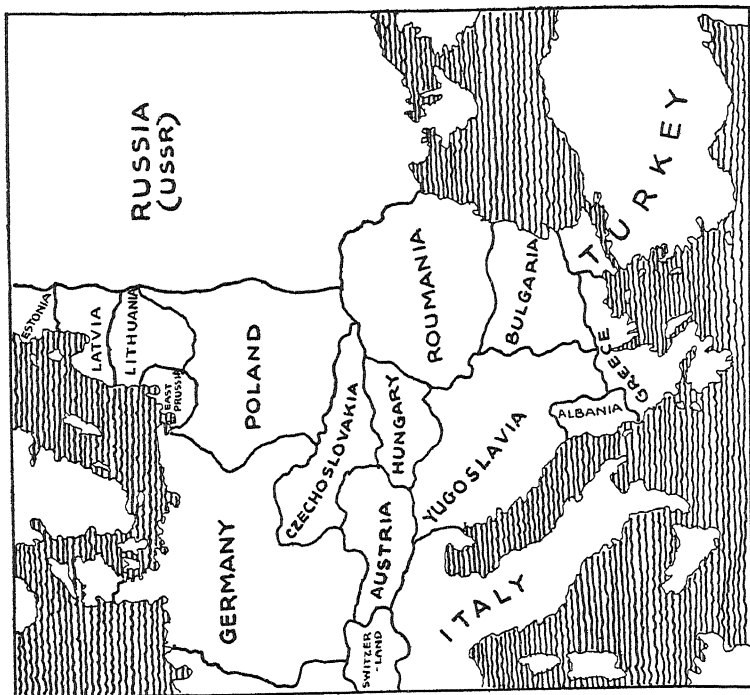 ESTONIA
LATVIA
LITHUANIA
EAST
PRUSSIA
RUSSIA
(USSR)
GERMANY
POLAND
CZECHOSLOVAKIA
SWITZER
-LAND
AUSTRIA
HUNGARY
ROUMANIA
ITALY
YUGOSLAVIA
BULGARIA
ALBANIA
GREECE
TURKEY